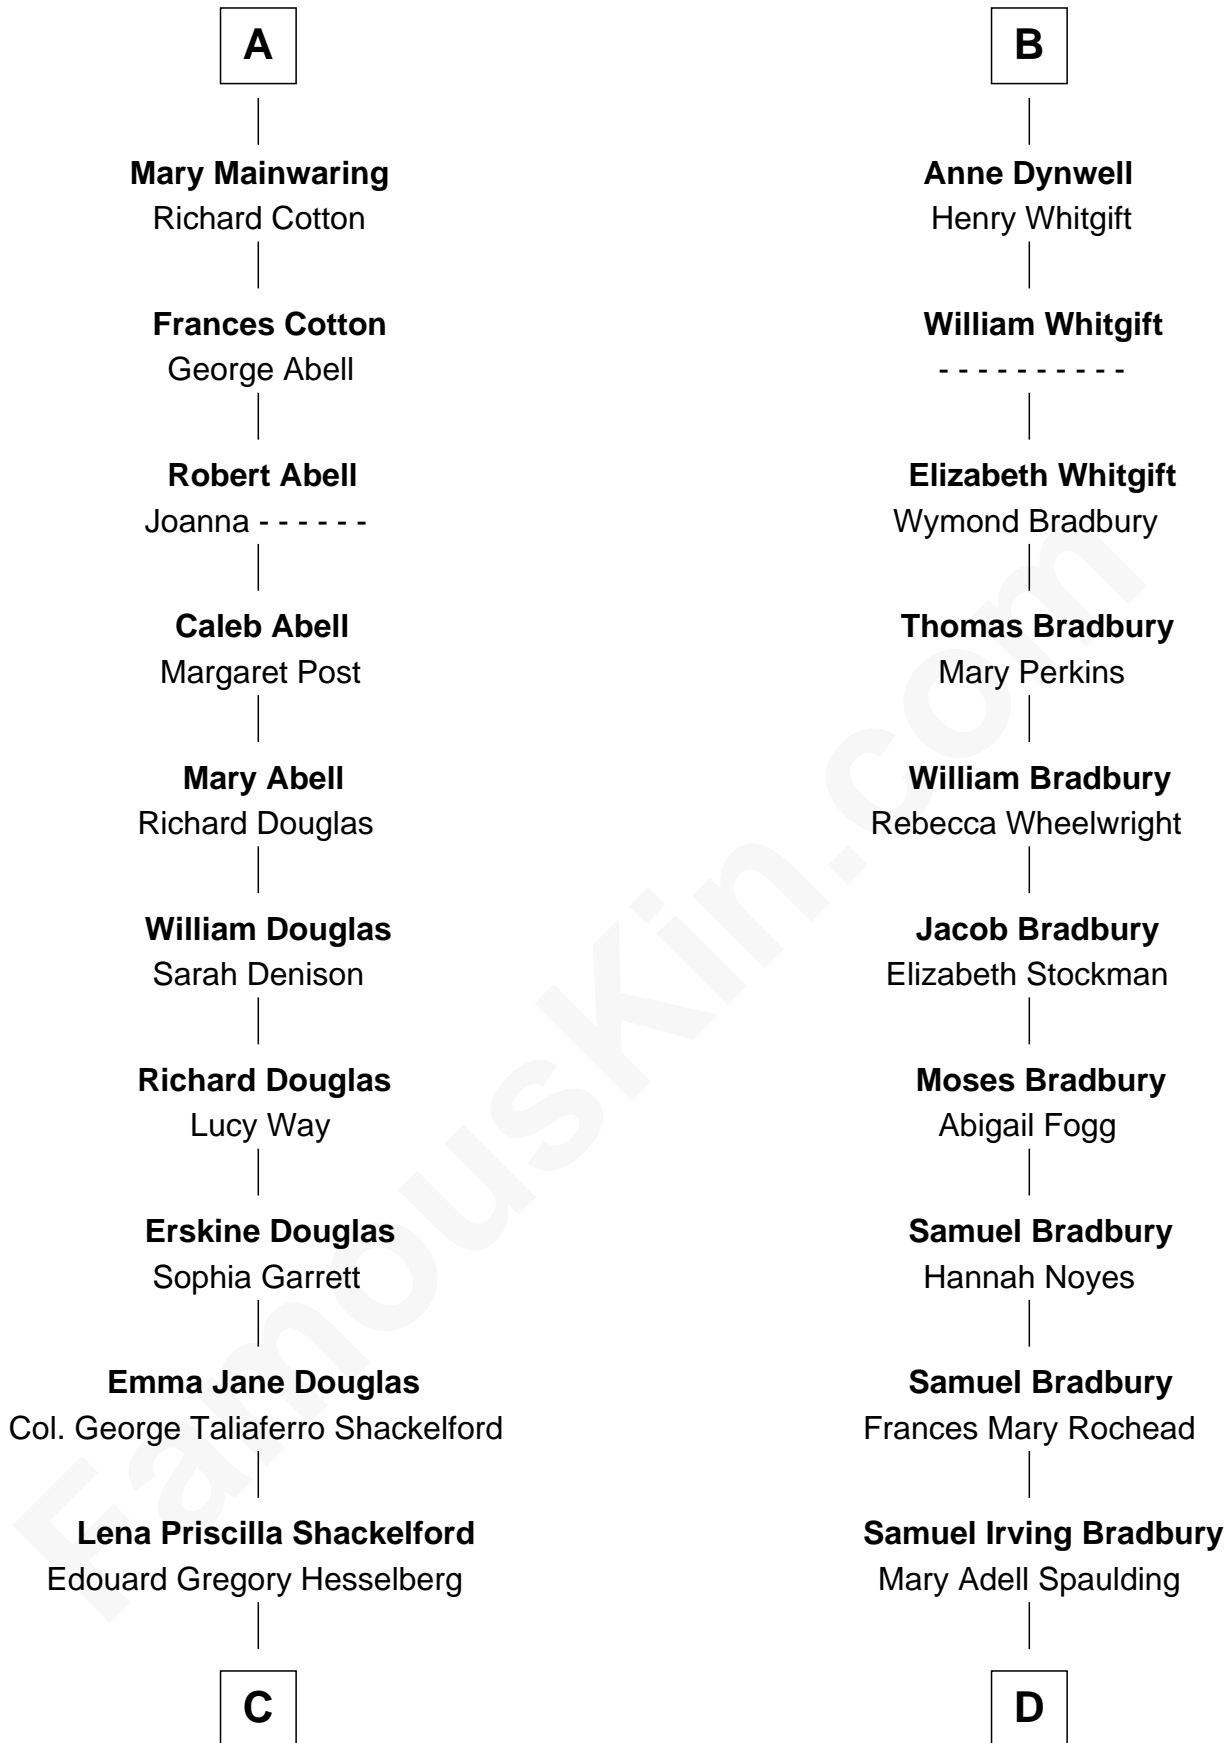 A
Mary Mainwaring
Richard Cotton
Frances Cotton
George Abell
Robert Abell
Joanna - - - - - -
Caleb Abell
Margaret Post
Mary Abell
Richard Douglas
William Douglas
Sarah Denison
Richard Douglas
Lucy Way
Erskine Douglas
Sophia Garrett
Emma Jane Douglas
Col. George Taliaferro Shackelford
Lena Priscilla Shackelford
Edouard Gregory Hesselberg
C
B
Anne Dynwell
Henry Whitgift
William Whitgift
- - - - - - - - - -
Elizabeth Whitgift
Wymond Bradbury
Thomas Bradbury
Mary Perkins
William Bradbury
Rebecca Wheelwright
Jacob Bradbury
Elizabeth Stockman
Moses Bradbury
Abigail Fogg
Samuel Bradbury
Hannah Noyes
Samuel Bradbury
Frances Mary Rochead
Samuel Irving Bradbury
Mary Adell Spaulding
D
FamousKin.com